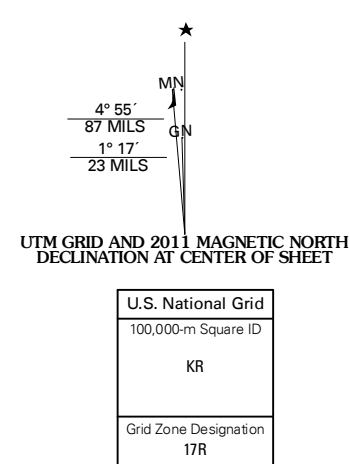 MN
4° 55´
87 MILS
GN
1° 17´
23 MILS
UTM GRID AND 2011 MAGNETIC NORTH
DECLINATION AT CENTER OF SHEET
U.S. National Grid
100,000-m Square ID
KR
Grid Zone Designation
17R